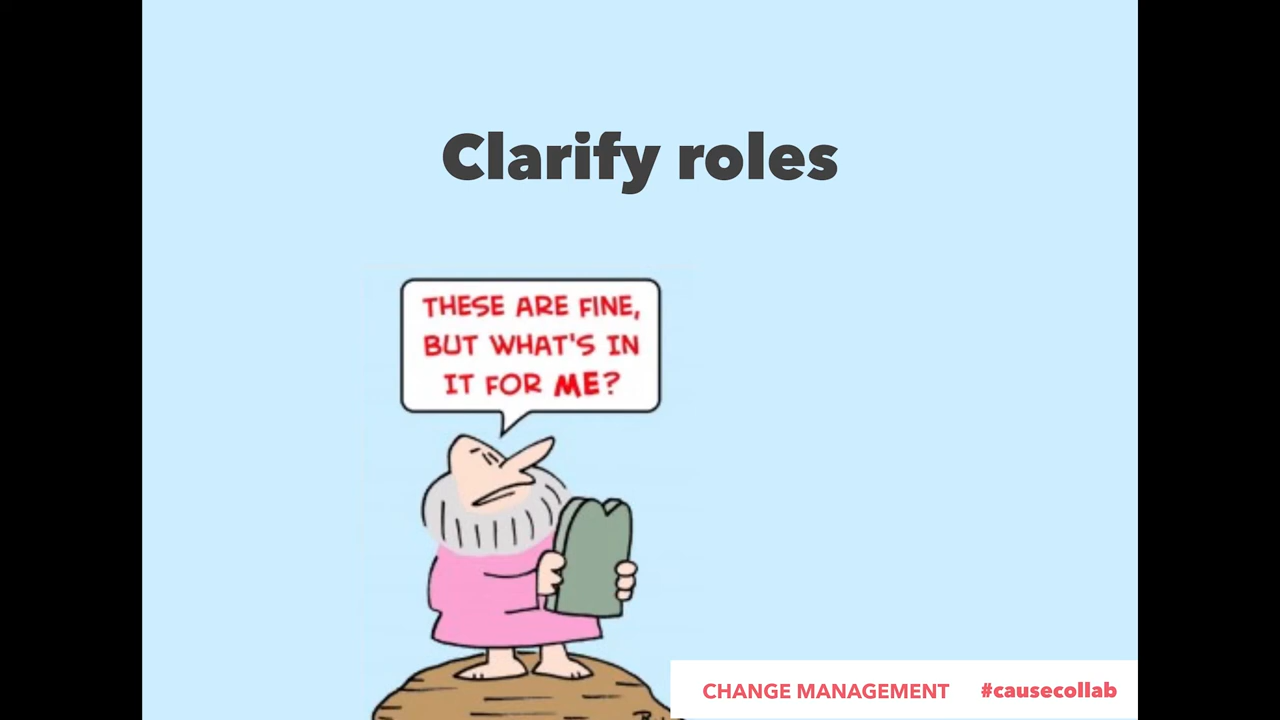 Clarify roles
THESE ARE FINE,
BUT WHAT'S IN
IT FOR ME?
CHANGE MANAGEMENT #causecollab